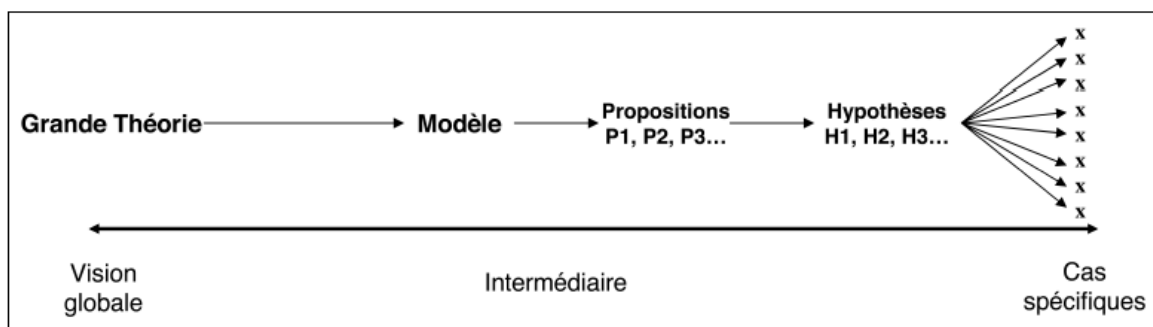 Grande Théorie
Modèle
Propositions
P1, P2, P3...
Hypothèses
H1, H2, H3...
x
x
x
x
x
x
x
x
Vision
globale
Intermédiaire
Cas
spécifiques